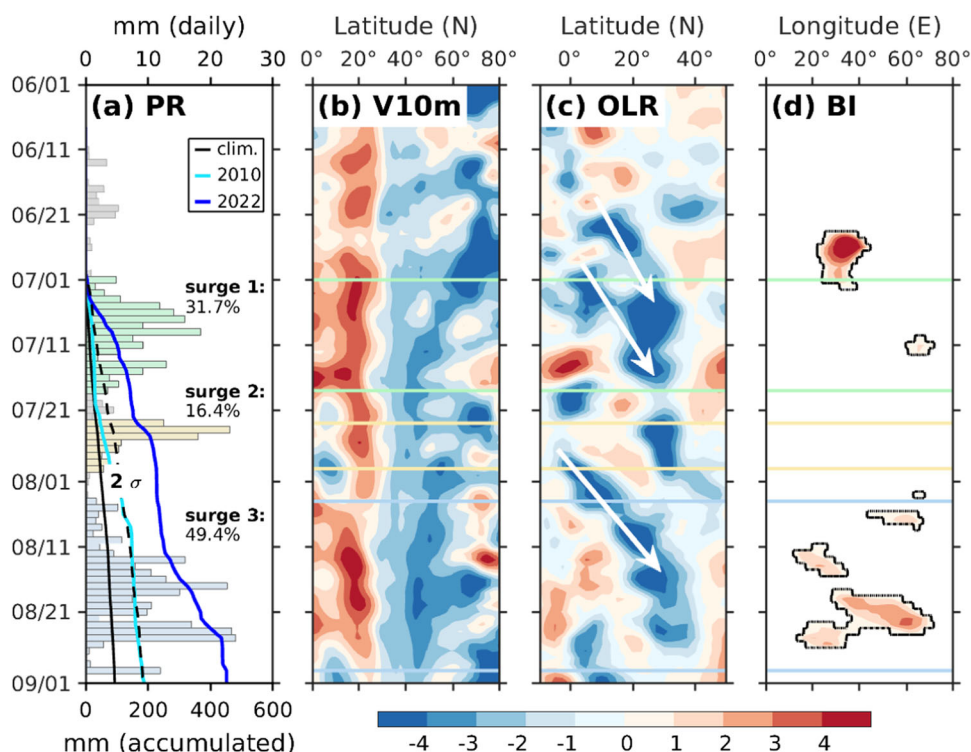 mm (daily)
0 10 20 30
Latitude (N)
0° 20° 40° 60° 80°
Latitude (N)
0° 20° 40°
Longitude (E)
20° 40° 60° 80°
06/01
06/11
06/21
07/01
07/11
07/21
08/01
08/11
08/21
09/01
(a) PR
clim.
2010
2022
surge 1:
31.7%
surge 2:
16.4%
2 σ
surge 3:
49.4%
(b) V10m
(c) OLR
(d) BI
0 200 400 600
mm (accumulated)
-4 -3 -2 -1 0 1 2 3 4